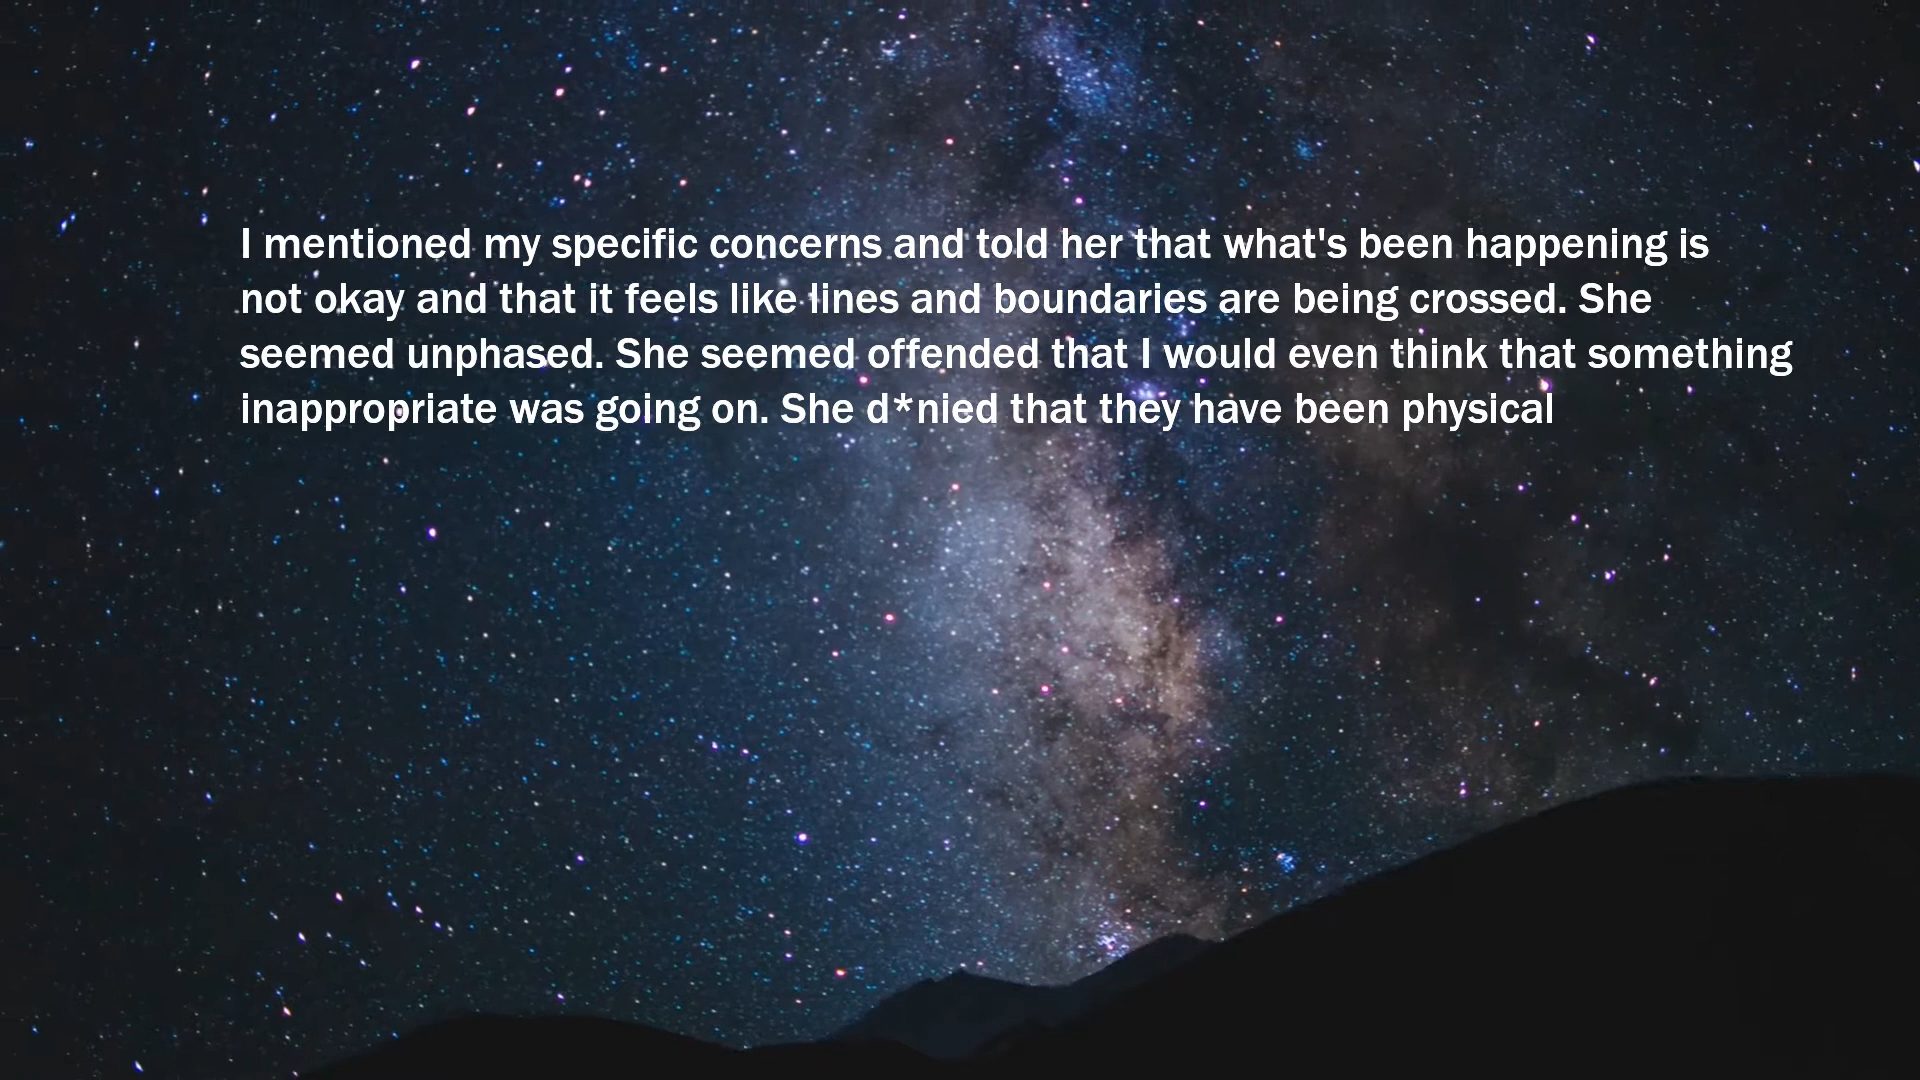 I mentioned my specific concerns and told her that what's been happening is
not okay and that it feels like lines and boundaries are being crossed. She
seemed unphased. She seemed offended that I would even think that something
inappropriate was going on. She d*nied that they have been physical